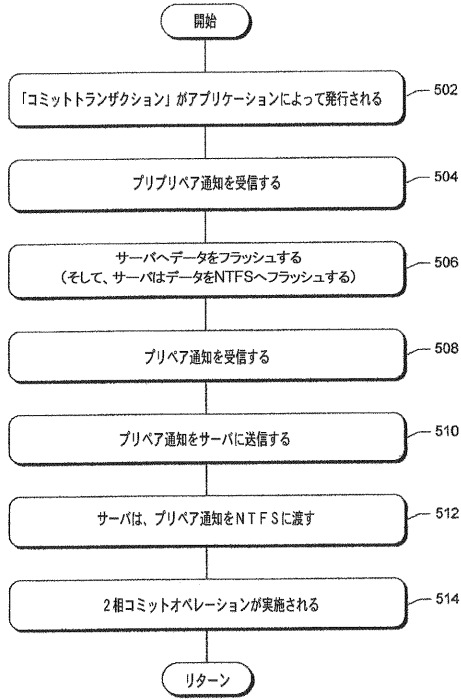 開始
「コミットトランザクション」がアプリケーションによって発行される
502
プリプリペア通知を受信する
504
サーバへデータをフラッシュする
(そして、サーバはデータをNTFSへフラッシュする)
506
プリペア通知を受信する
508
プリペア通知をサーバに送信する
510
サーバは、プリペア通知をNTFSに渡す
512
2相コミットオペレーションが実施される
514
リターン